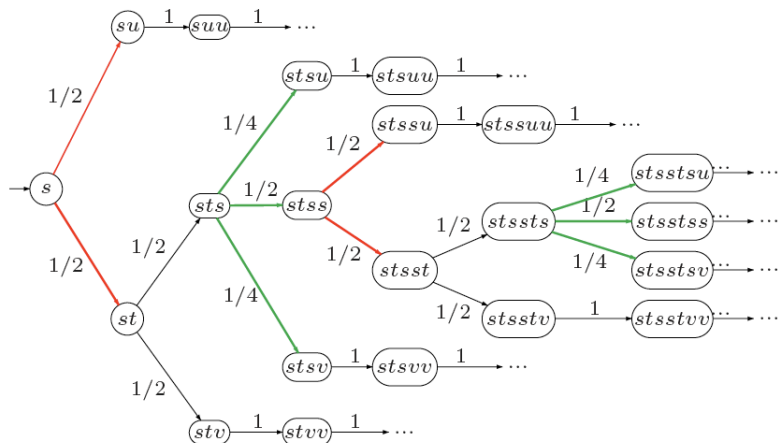 su 1 suu 1 ...
1/2
stsu 1 stsuu 1 ...
1/4
stssu 1 stssuu 1 ...
1/2
s
sts 1/2 stss
1/2
1/2
1/2
1/4
stsst
1/2
stssts
1/4
1/2
1/4
stsstsu ... ...
stsstss ... ...
stsstsv ... ...
1/2
stsstv 1 stsstvv ... ...
st
1/4
stsv 1 stsvv 1 ...
1/2
stv 1 stvv 1 ...